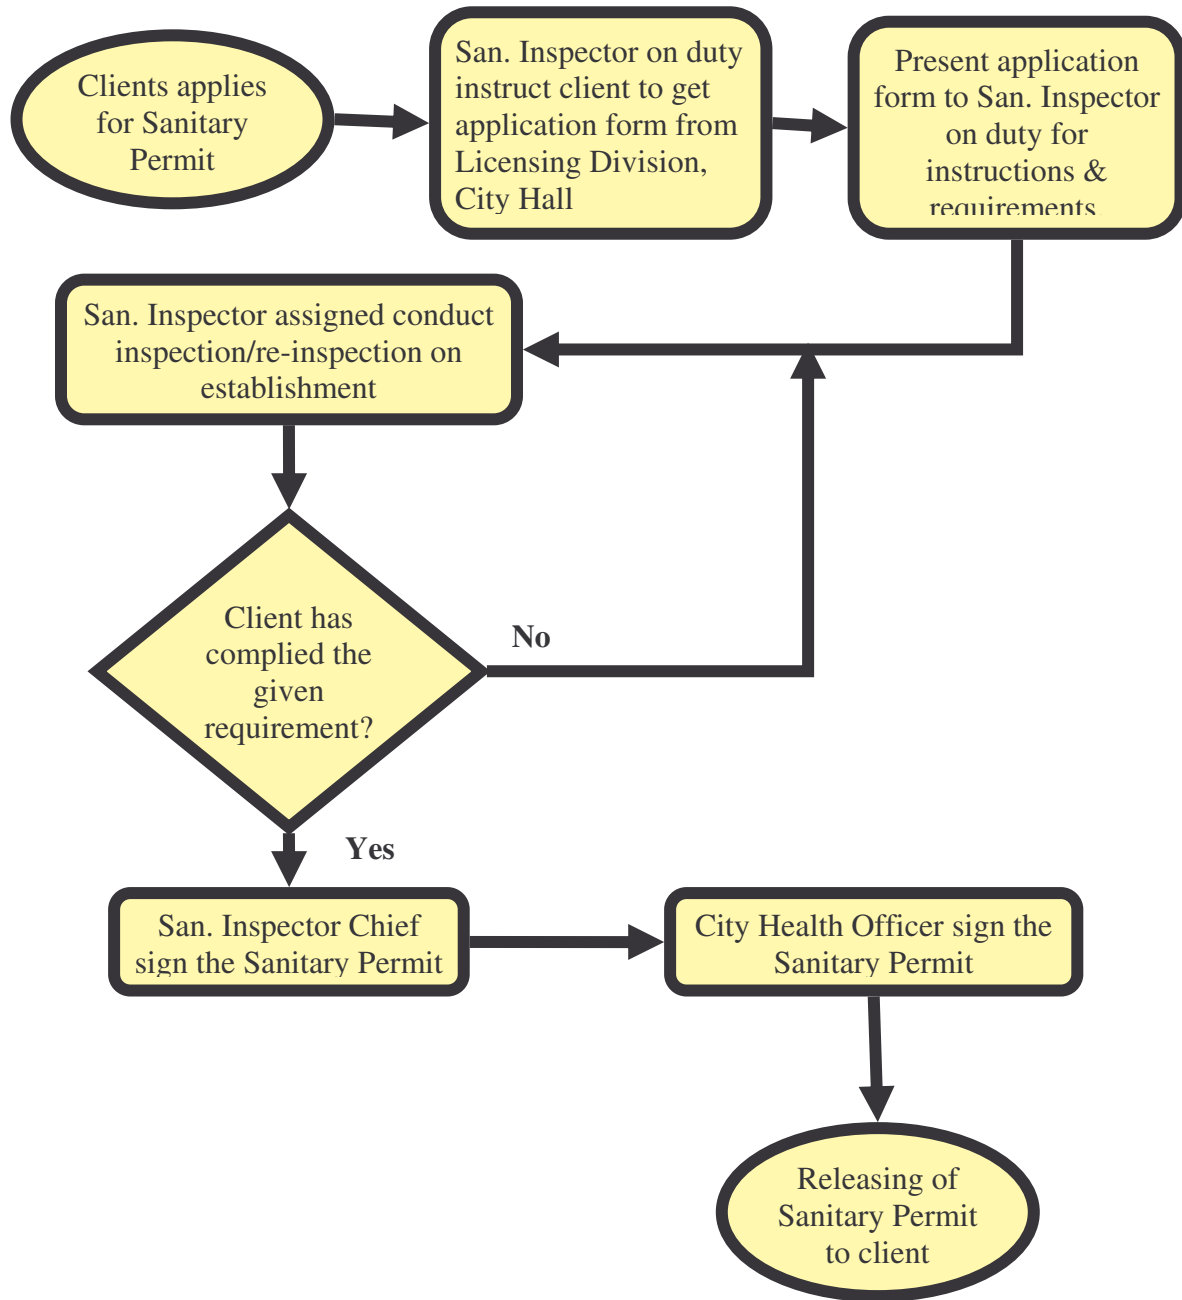 Clients applies
for Sanitary
Permit
San. Inspector on duty
instruct client to get
application form from
Licensing Division,
City Hall
Present application
form to San. Inspector
on duty for
instructions &
requirements
San. Inspector assigned conduct
inspection/re-inspection on
establishment
Client has
complied the
given
requirement?
No
Yes
San. Inspector Chief
sign the Sanitary Permit
City Health Officer sign the
Sanitary Permit
Releasing of
Sanitary Permit
to client